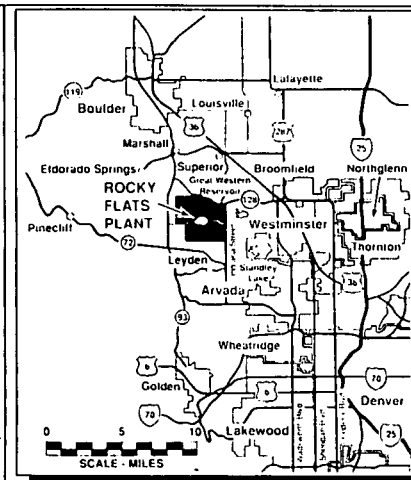 Lafayette
119
Boulder
Louisville
36
287
25
Marshall
Eldorado Springs
Superior
Broomfield
Northglenn
Great Western
Reservoir
128
ROCKY
FLATS
PLANT
Pinecliff
72
Westminster
Thornton
Leyden
Standley
Lake
36
Arvada
93
Wheatridge
6
70
Golden
6
Denver
70
25
Lakewood
0 5 10
SCALE - MILES